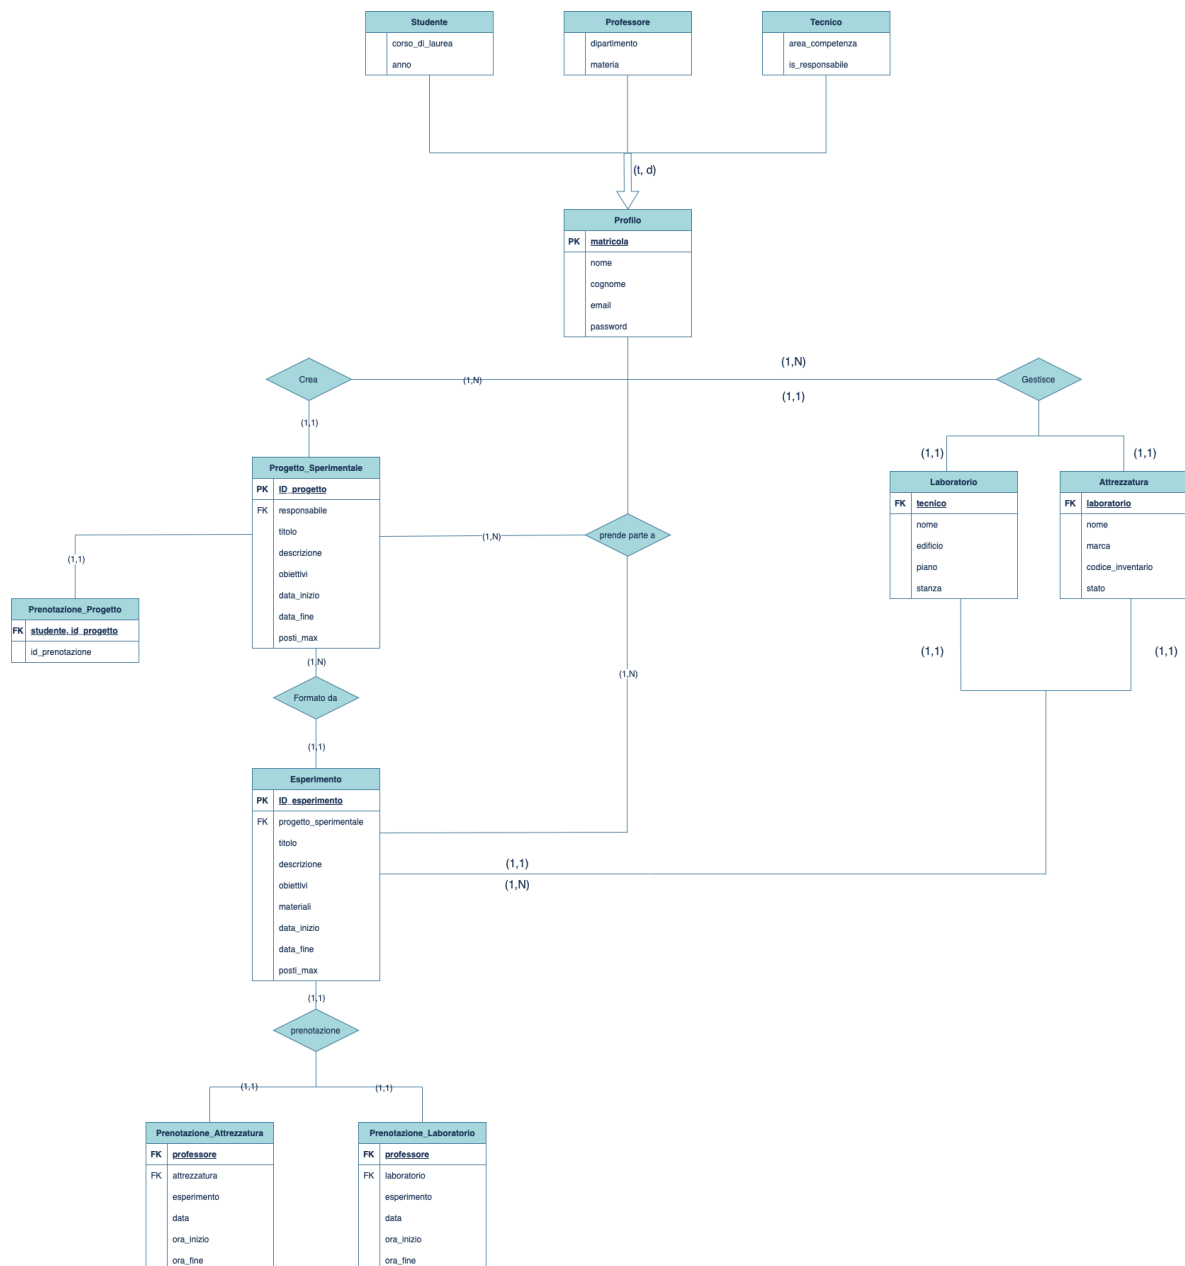 Studente
corso_di_laurea
anno
Professore
dipartimento
materia
Tecnico
area_competenza
is_responsabile
(t, d)
Profilo
PK matricola
nome
cognome
email
password
Crea
(1,N)
(1,N)
(1,1)
Gestisce
(1,1)
(1,1)
(1,1)
Progetto_Sperimentale
PK ID_progetto
FK responsabile
titolo
descrizione
obiettivi
data_inizio
data_fine
posti_max
Laboratorio
FK tecnico
nome
edificio
piano
stanza
Attrezzatura
FK laboratorio
nome
marca
codice_inventario
stato
(1,N)
prende parte a
(1,1)
Prenotazione_Progetto
FK studente, id_progetto
id_prenotazione
(1,1)
(1,1)
(1,N)
(1,N)
Formato da
(1,1)
Esperimento
PK ID_esperimento
FK progetto_sperimentale
titolo
descrizione
obiettivi
materiali
data_inizio
data_fine
posti_max
(1,1)
(1,N)
(1,1)
prenotazione
(1,1)
(1,1)
Prenotazione_Attrezzatura
FK professore
FK attrezzatura
esperimento
data
ora_inizio
ora_fine
Prenotazione_Laboratorio
FK professore
FK laboratorio
esperimento
data
ora_inizio
ora_fine